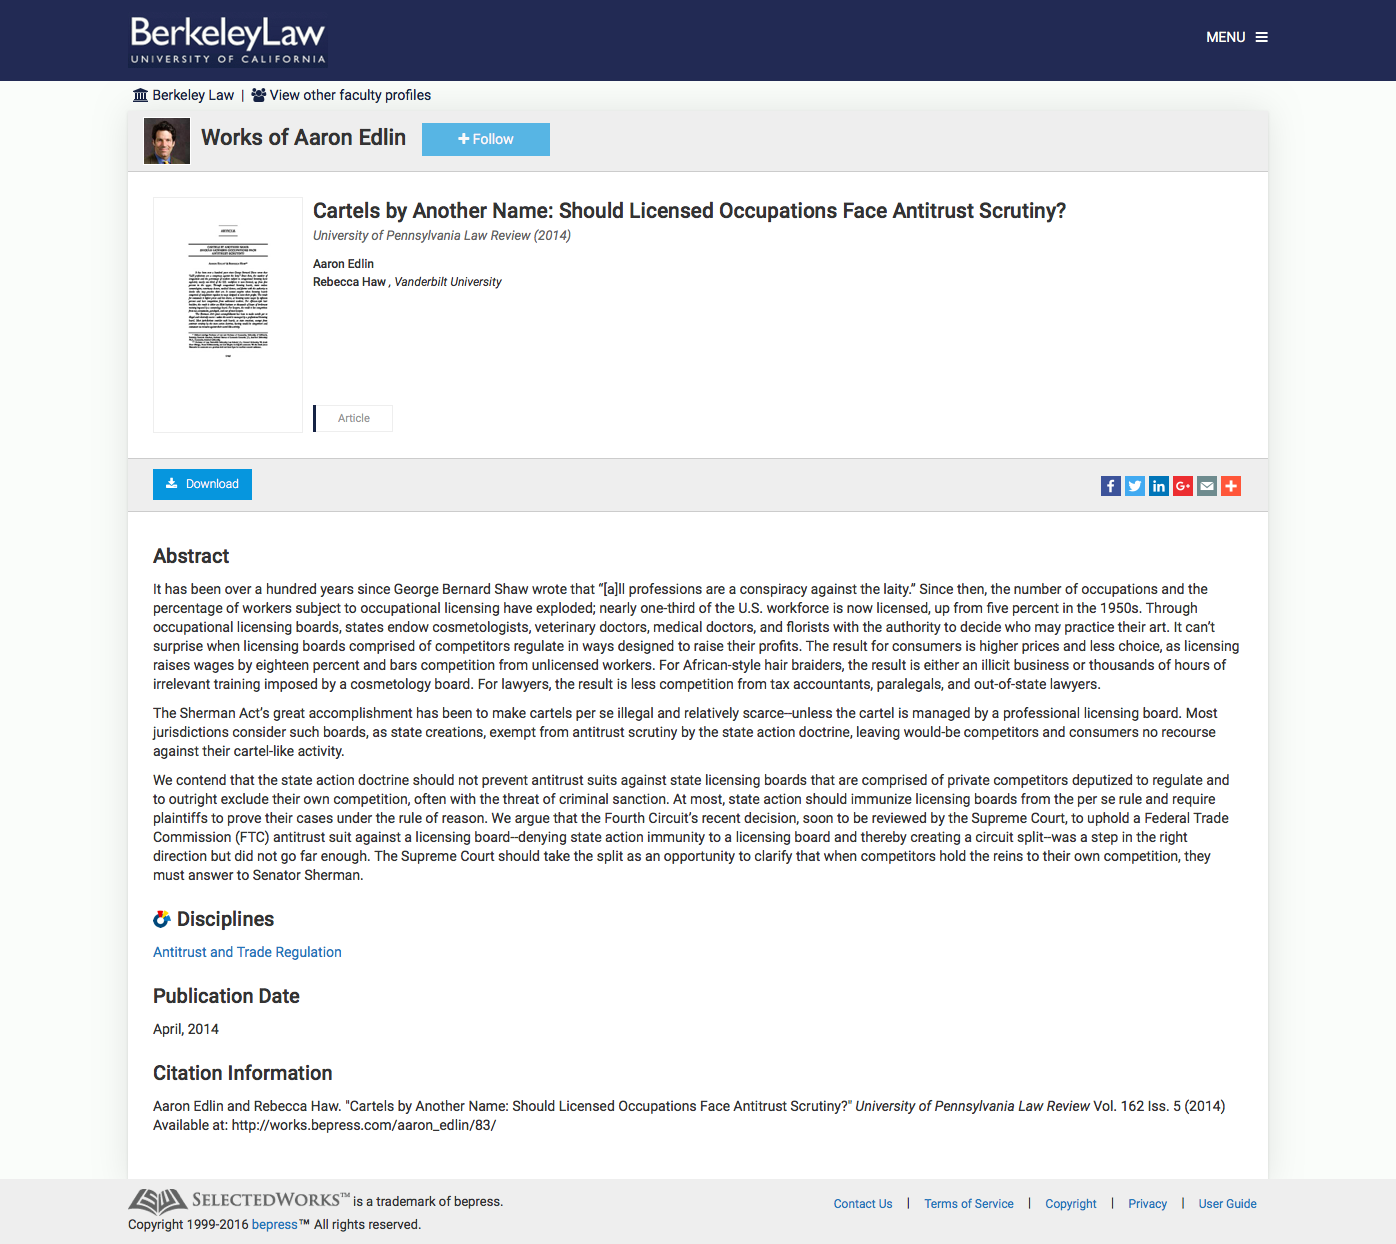 BerkeleyLaw
UNIVERSITY OF CALIFORNIA
MENU
Berkeley Law | View other faculty profiles
Works of Aaron Edlin
Follow
Cartels by Another Name: Should Licensed Occupations Face Antitrust Scrutiny?
University of Pennsylvania Law Review (2014)
Aaron Edlin
Rebecca Haw , Vanderbilt University
Article
Download
Abstract
It has been over a hundred years since George Bernard Shaw wrote that “[a]ll professions are a conspiracy against the laity.” Since then, the number of occupations and the
percentage of workers subject to occupational licensing have exploded; nearly one-third of the U.S. workforce is now licensed, up from five percent in the 1950s. Through
occupational licensing boards, states endow cosmetologists, veterinary doctors, medical doctors, and florists with the authority to decide who may practice their art. It can’t
surprise when licensing boards comprised of competitors regulate in ways designed to raise their profits. The result for consumers is higher prices and less choice, as licensing
raises wages by eighteen percent and bars competition from unlicensed workers. For African-style hair braiders, the result is either an illicit business or thousands of hours of
irrelevant training imposed by a cosmetology board. For lawyers, the result is less competition from tax accountants, paralegals, and out-of-state lawyers.
The Sherman Act’s great accomplishment has been to make cartels per se illegal and relatively scarce--unless the cartel is managed by a professional licensing board. Most
jurisdictions consider such boards, as state creations, exempt from antitrust scrutiny by the state action doctrine, leaving would-be competitors and consumers no recourse
against their cartel-like activity.
We contend that the state action doctrine should not prevent antitrust suits against state licensing boards that are comprised of private competitors deputized to regulate and
to outright exclude their own competition, often with the threat of criminal sanction. At most, state action should immunize licensing boards from the per se rule and require
plaintiffs to prove their cases under the rule of reason. We argue that the Fourth Circuit’s recent decision, soon to be reviewed by the Supreme Court, to uphold a Federal Trade
Commission (FTC) antitrust suit against a licensing board--denying state action immunity to a licensing board and thereby creating a circuit split--was a step in the right
direction but did not go far enough. The Supreme Court should take the split as an opportunity to clarify that when competitors hold the reins to their own competition, they
must answer to Senator Sherman.
Disciplines
Antitrust and Trade Regulation
Publication Date
April, 2014
Citation Information
Aaron Edlin and Rebecca Haw. "Cartels by Another Name: Should Licensed Occupations Face Antitrust Scrutiny?" University of Pennsylvania Law Review Vol. 162 Iss. 5 (2014)
Available at: http://works.bepress.com/aaron_edlin/83/
SELECTEDWORKS™ is a trademark of bepress.
Copyright 1999-2016 bepress™ All rights reserved.
Contact Us | Terms of Service | Copyright | Privacy | User Guide